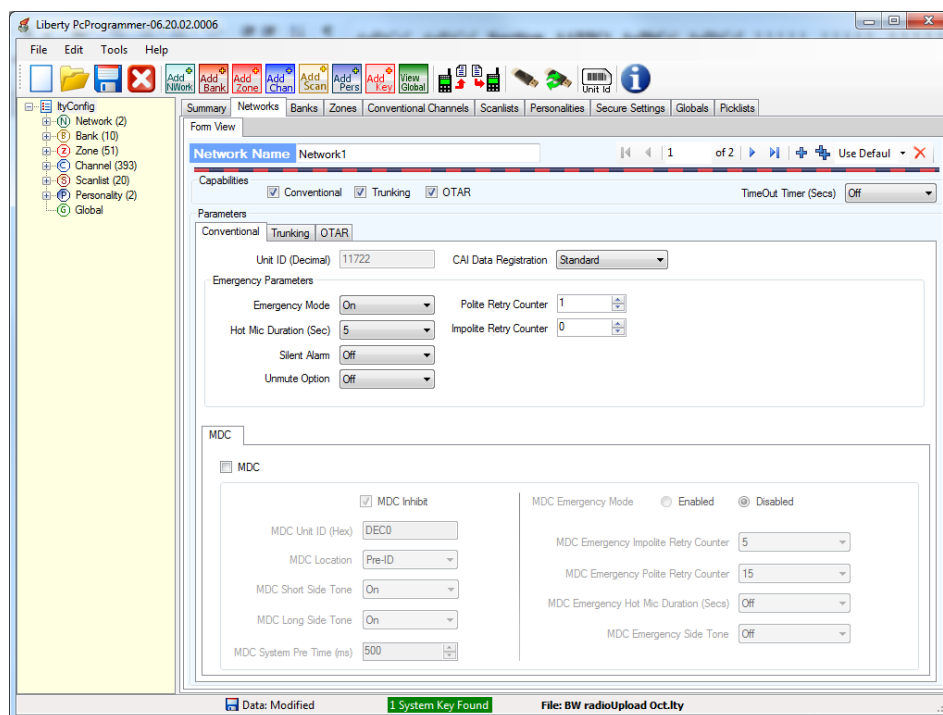 Liberty PcProgrammer-06.20.02.0006
File Edit Tools Help
Add NWork Add Bank Add Zone Add Chan Add Scan Add Pers Add Key View Global Unit Id
ltyConfig
Network (2)
Bank (10)
Zone (51)
Channel (393)
Scanlist (20)
Personality (2)
Global
Summary Networks Banks Zones Conventional Channels Scanlists Personalities Secure Settings Globals Picklists
Form View
Network Name Network1 1 of 2 Use Defaul
Capabilities
Conventional Trunking OTAR TimeOut Timer (Secs) Off
Parameters
Conventional Trunking OTAR
Unit ID (Decimal) 11722 CAI Data Registration Standard
Emergency Parameters
Emergency Mode On Polite Retry Counter 1
Hot Mic Duration (Sec) 5 Impolite Retry Counter 0
Silent Alarm Off
Unmute Option Off
MDC
MDC
MDC Inhibit MDC Emergency Mode Enabled Disabled
MDC Unit ID (Hex) DEC0
MDC Emergency Impolite Retry Counter 5
MDC Location Pre-ID
MDC Emergency Polite Retry Counter 15
MDC Short Side Tone On
MDC Emergency Hot Mic Duration (Secs) Off
MDC Long Side Tone On
MDC Emergency Side Tone Off
MDC System Pre Time (ms) 500
Data: Modified 1 System Key Found File: BW radioUpload Oct.lty